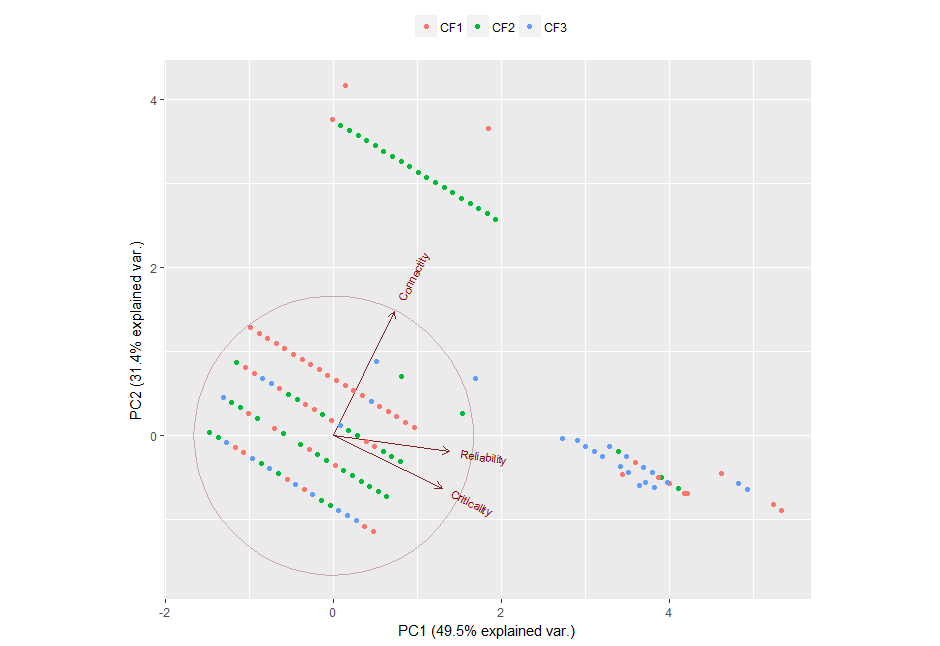 CF1 CF2 CF3
4
2
0
-2 0 2 4
PC2 (31.4% explained var.)
PC1 (49.5% explained var.)
Connectity
Reliability
Criticality